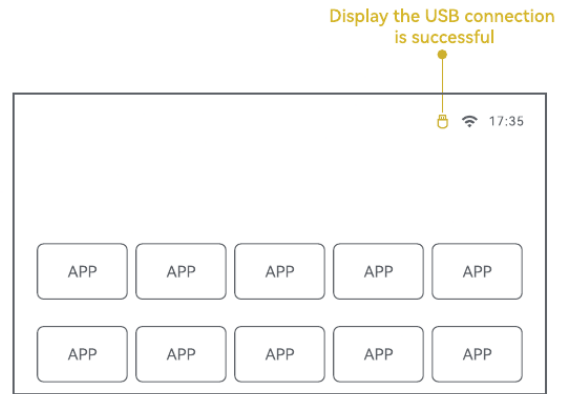 Display the USB connection
is successful
17:35
APP APP APP APP APP
APP APP APP APP APP